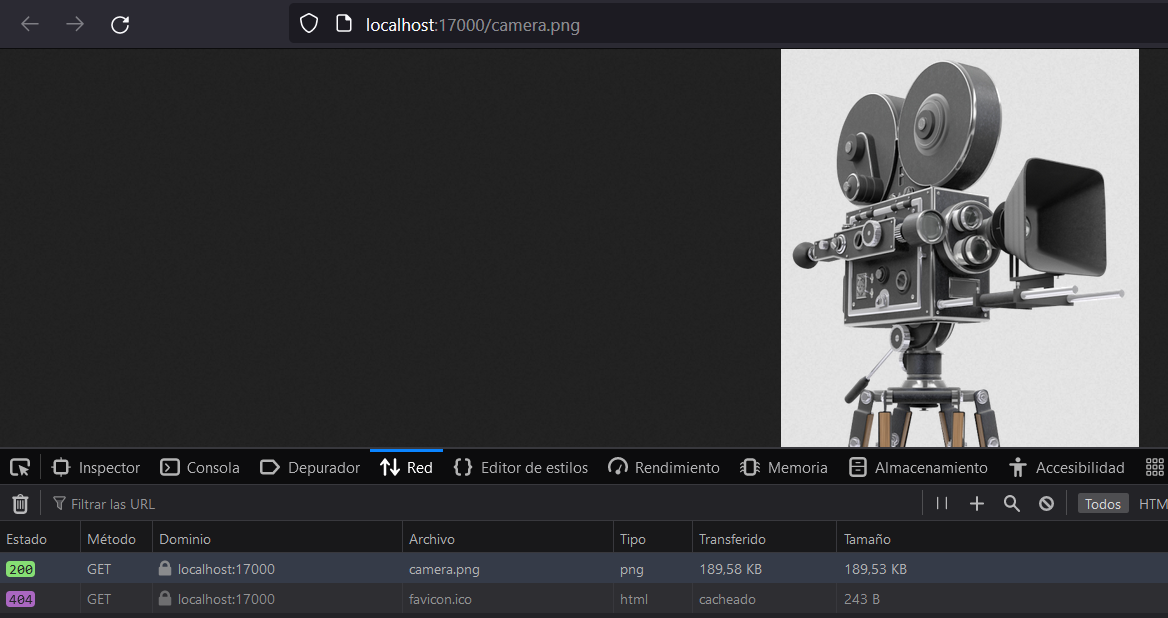 localhost:17000/camera.png
Inspector Consola Depurador Red Editor de estilos Rendimiento Memoria Almacenamiento Accesibilidad
Filtrar las URL Todos HTM
Estado Método Dominio Archivo Tipo Transferido Tamaño
200 GET localhost:17000 camera.png png 189,58 KB 189,53 KB
404 GET localhost:17000 favicon.ico html cacheado 243 B